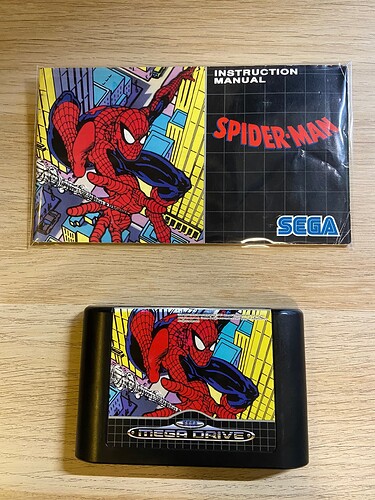 INSTRUCTION
MANUAL
SPIDER-MAN
SEGA
SEGA
MEGA DRIVE